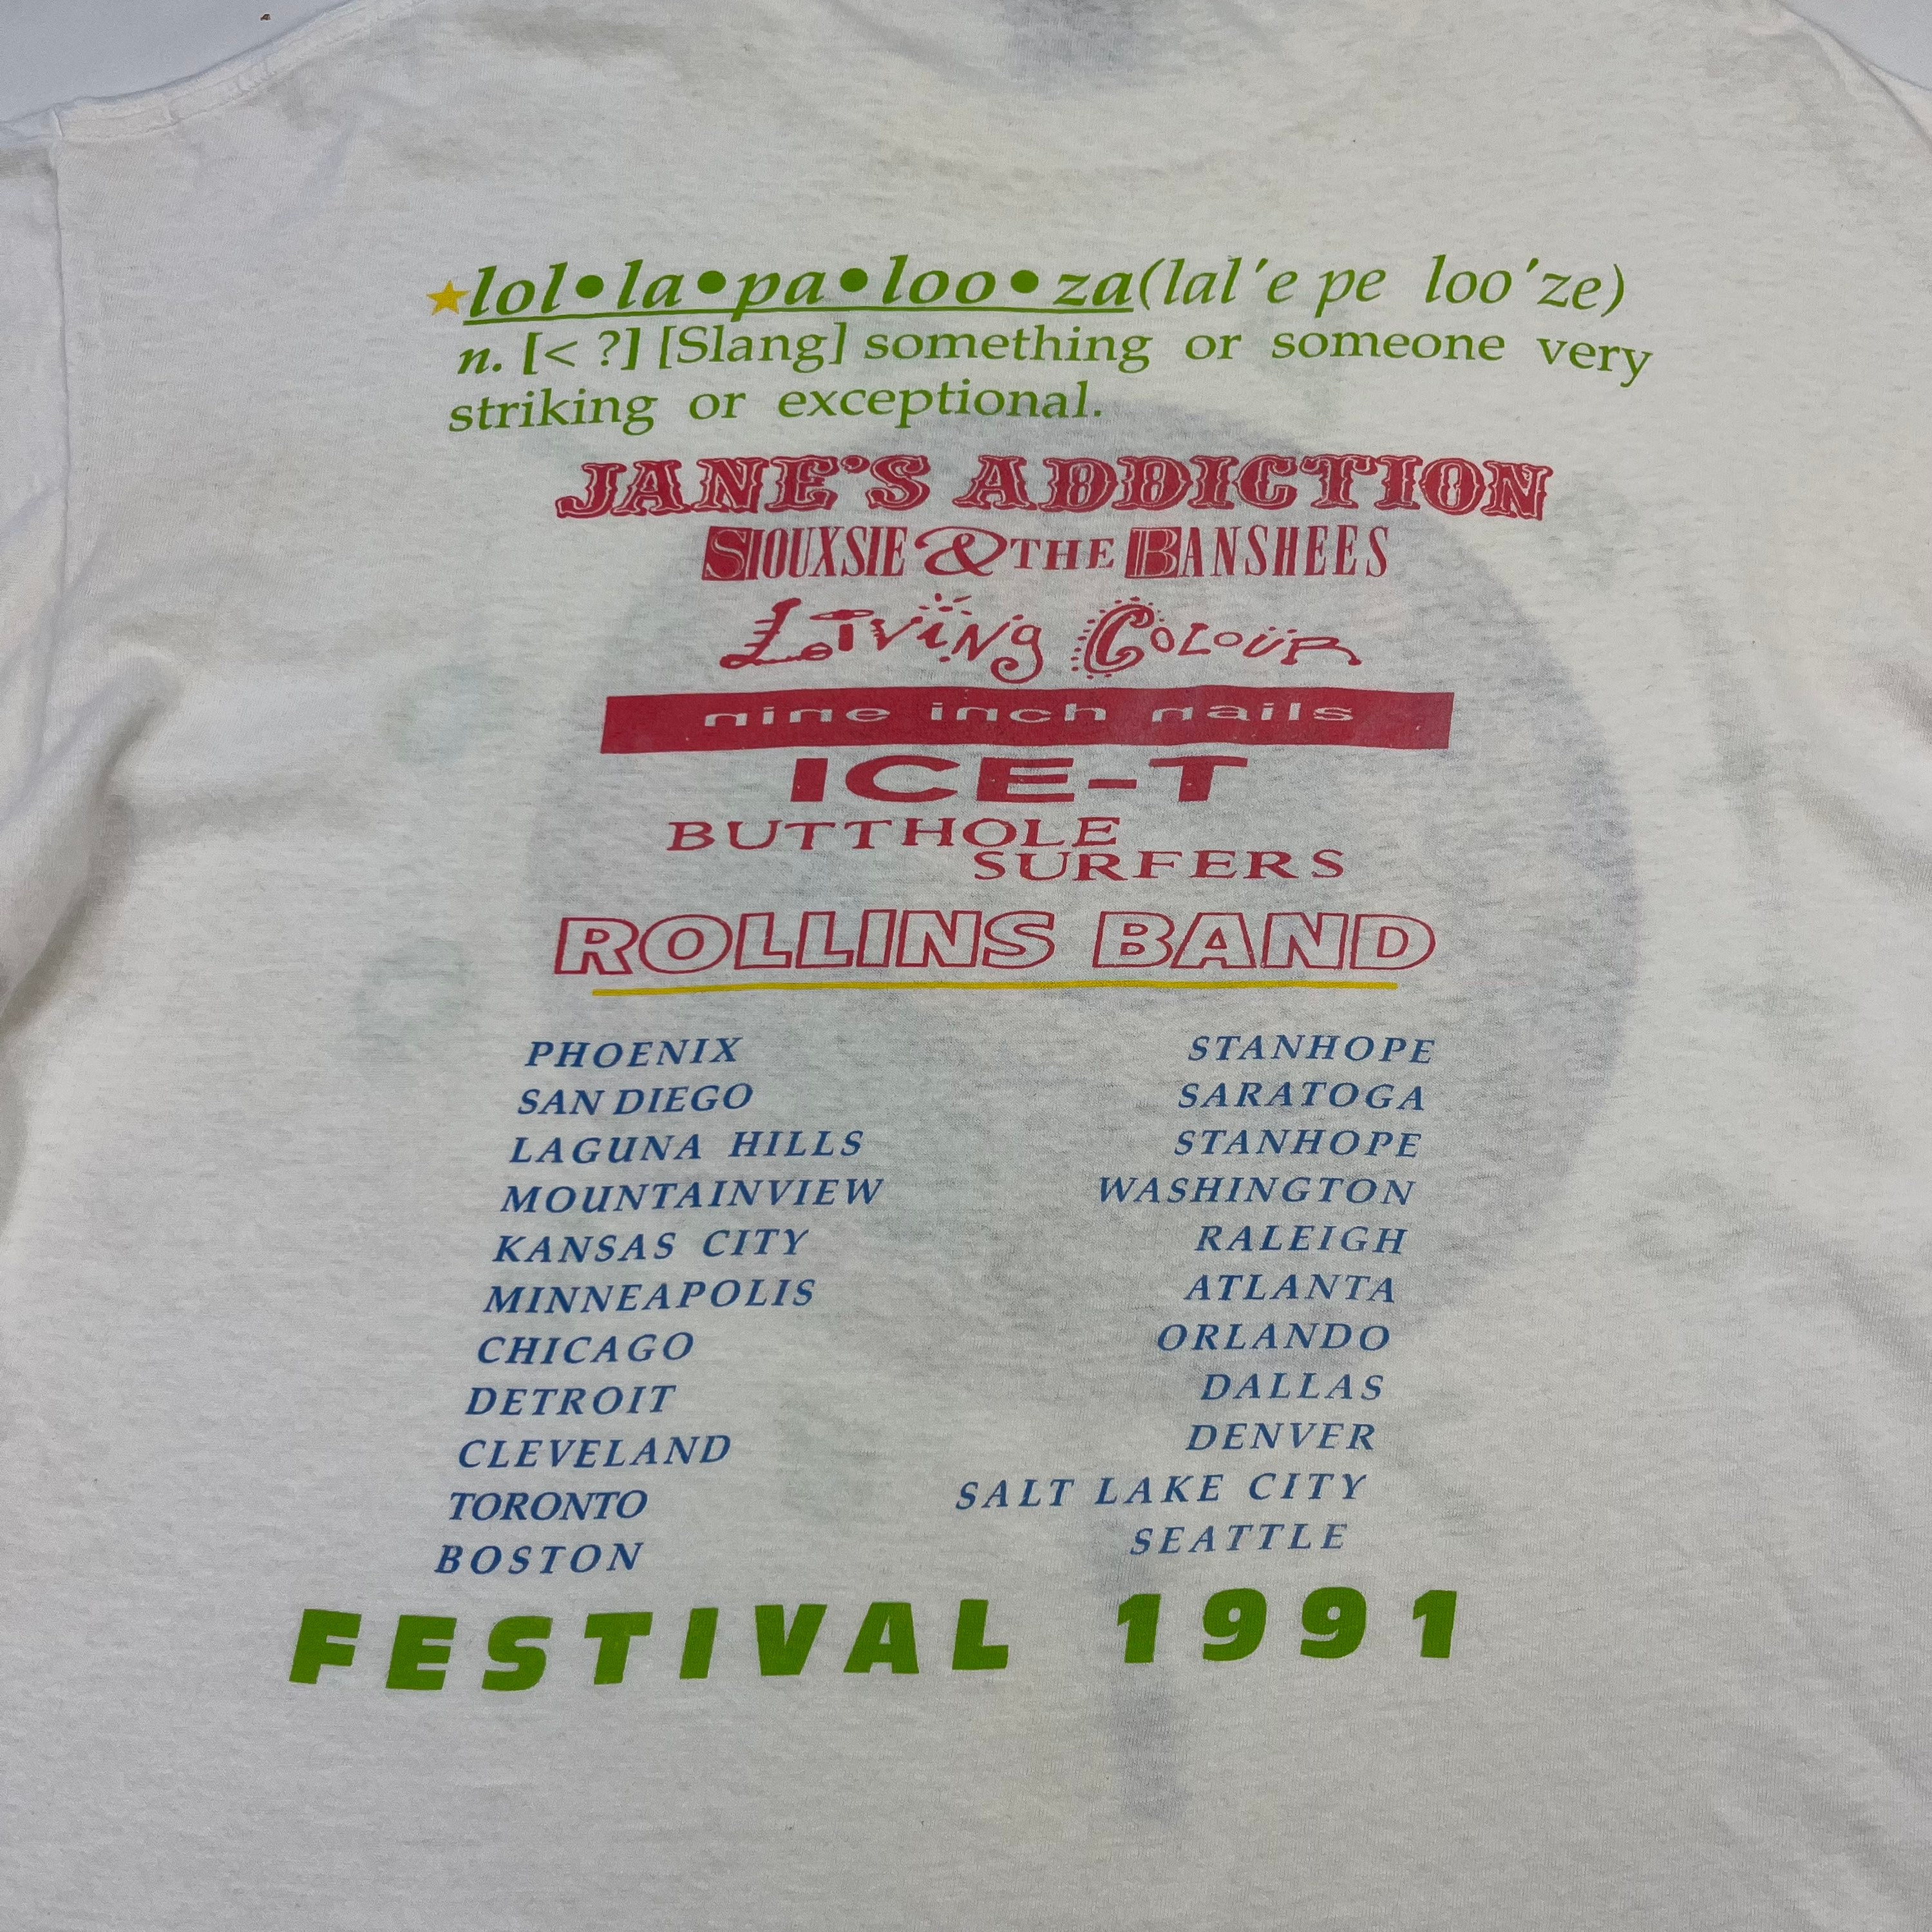 lol•la•pa•loo•za(lal'e pe loo'ze)
n. [< ?] [Slang] something or someone very
striking or exceptional.
JANE'S ADDICTION
SIOUXSIE & THE BANSHEES
LiViNg COLOUR
nine inch nails
ICE-T
BUTTHOLE
SURFERS
ROLLINS BAND
PHOENIX
SAN DIEGO
LAGUNA HILLS
MOUNTAINVIEW
KANSAS CITY
MINNEAPOLIS
CHICAGO
DETROIT
CLEVELAND
TORONTO
BOSTON
STANHOPE
SARATOGA
STANHOPE
WASHINGTON
RALEIGH
ATLANTA
ORLANDO
DALLAS
DENVER
SALT LAKE CITY
SEATTLE
FESTIVAL 1991